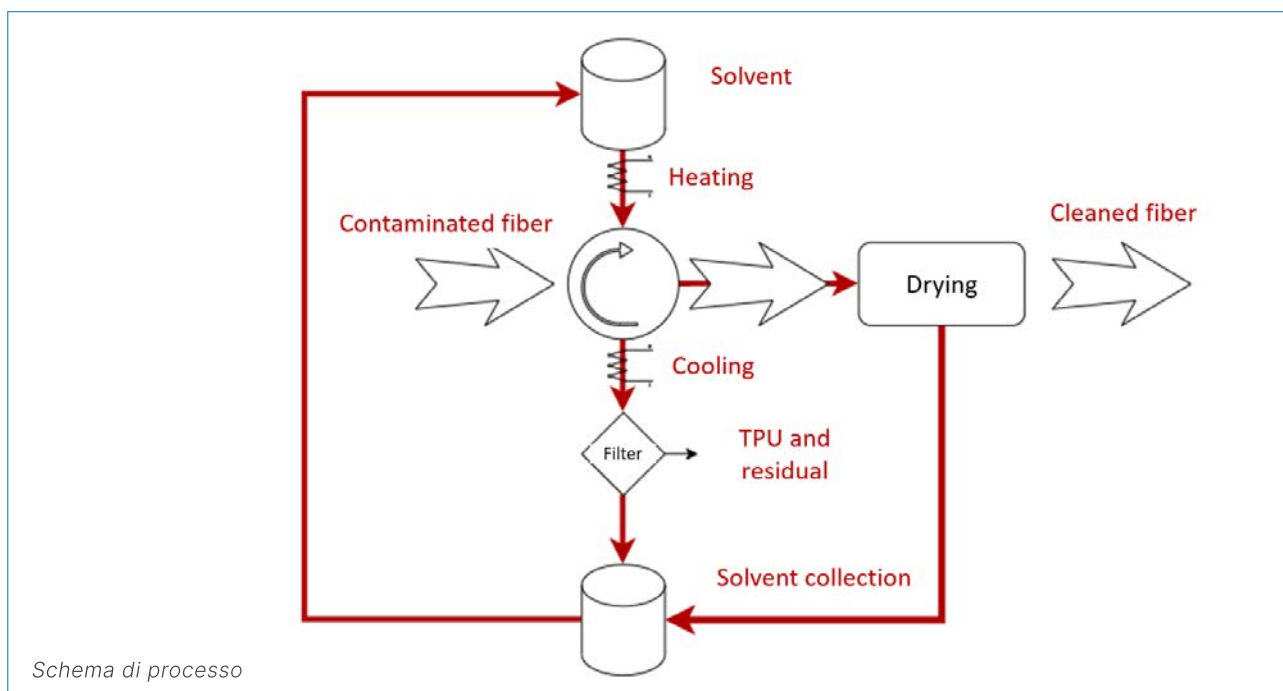 Solvent
Heating
Contaminated fiber
Cleaned fiber
Drying
Cooling
Filter
TPU and
residual
Solvent collection
Schema di processo